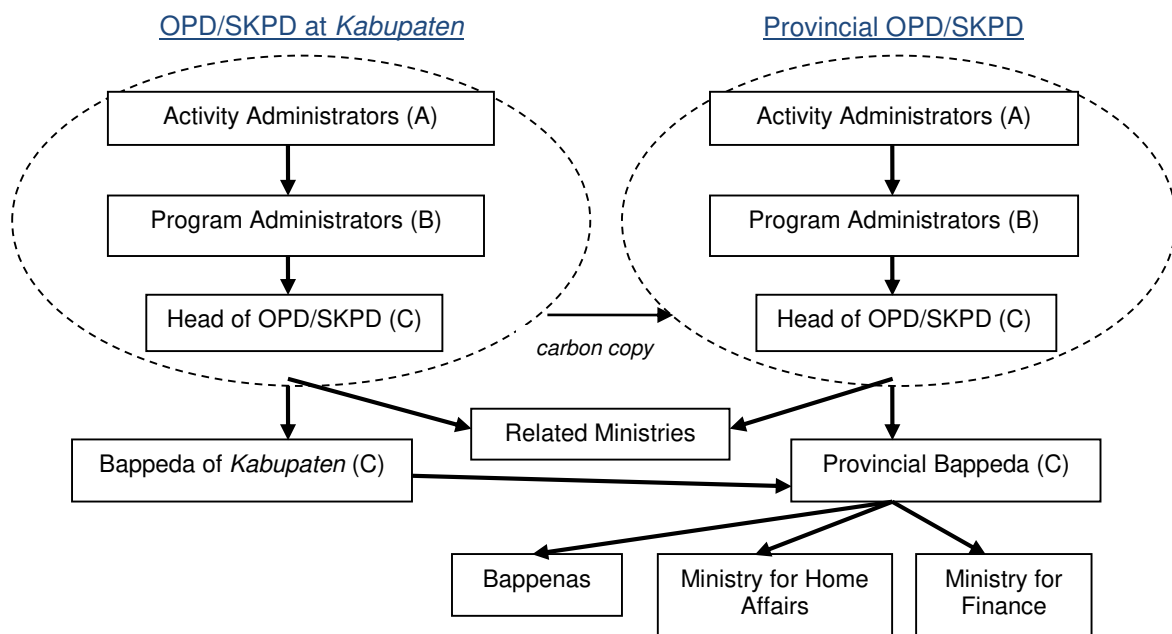 OPD/SKPD at Kabupaten
Provincial OPD/SKPD
Activity Administrators (A)
Activity Administrators (A)
Program Administrators (B)
Program Administrators (B)
Head of OPD/SKPD (C)
Head of OPD/SKPD (C)
carbon copy
Related Ministries
Bappeda of Kabupaten (C)
Provincial Bappeda (C)
Bappenas
Ministry for Home
Affairs
Ministry for
Finance